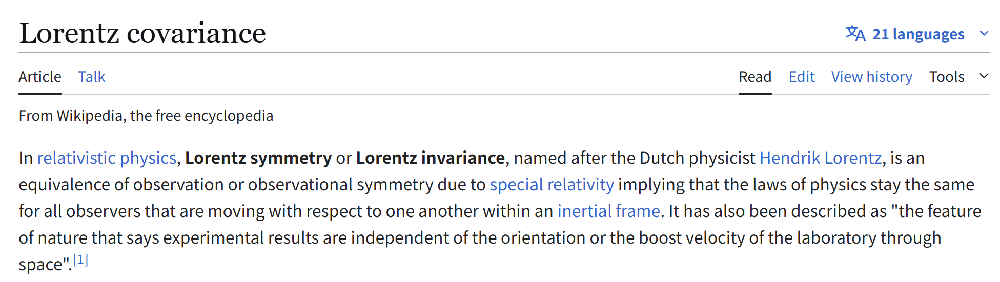 Lorentz covariance
21 languages
Article Talk
Read Edit View history Tools
From Wikipedia, the free encyclopedia
In relativistic physics, Lorentz symmetry or Lorentz invariance, named after the Dutch physicist Hendrik Lorentz, is an
equivalence of observation or observational symmetry due to special relativity implying that the laws of physics stay the same
for all observers that are moving with respect to one another within an inertial frame. It has also been described as "the feature
of nature that says experimental results are independent of the orientation or the boost velocity of the laboratory through
space".[1]